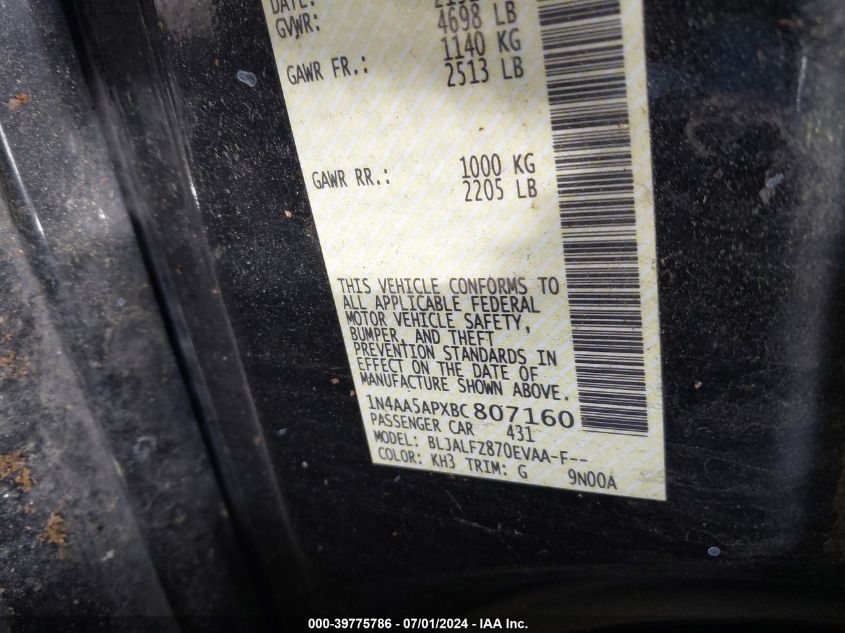 DATE:
GVWR: 4698 LB
1140 KG
GAWR FR.: 2513 LB
1000 KG
GAWR RR.: 2205 LB
THIS VEHICLE CONFORMS TO
ALL APPLICABLE FEDERAL
MOTOR VEHICLE SAFETY,
BUMPER, AND THEFT
PREVENTION STANDARDS IN
EFFECT ON THE DATE OF
MANUFACTURE SHOWN ABOVE.
1N4AA5APXBC807160
PASSENGER CAR 431
MODEL: BLJALFZ870EVAA-F--
COLOR: KH3 TRIM: G 9N00A
000-39775786 - 07/01/2024 - IAA Inc.